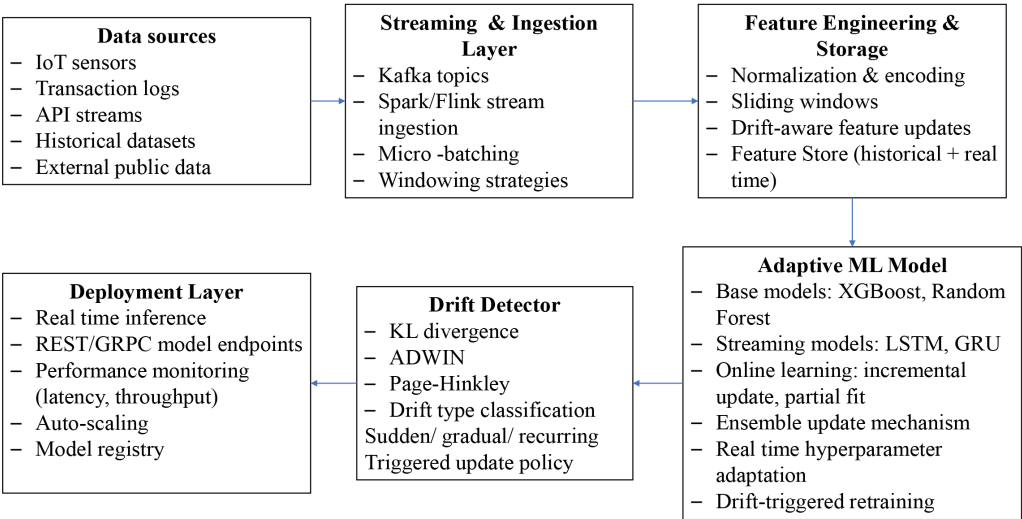 Data sources
– IoT sensors
– Transaction logs
– API streams
– Historical datasets
– External public data
Streaming & Ingestion
Layer
– Kafka topics
– Spark/Flink stream
ingestion
– Micro -batching
– Windowing strategies
Feature Engineering &
Storage
– Normalization & encoding
– Sliding windows
– Drift-aware feature updates
– Feature Store (historical + real
time)
Adaptive ML Model
– Base models: XGBoost, Random
Forest
– Streaming models: LSTM, GRU
– Online learning: incremental
update, partial fit
– Ensemble update mechanism
– Real time hyperparameter
adaptation
– Drift-triggered retraining
Drift Detector
– KL divergence
– ADWIN
– Page-Hinkley
– Drift type classification
Sudden/ gradual/ recurring
Triggered update policy
Deployment Layer
– Real time inference
– REST/GRPC model endpoints
– Performance monitoring
(latency, throughput)
– Auto-scaling
– Model registry